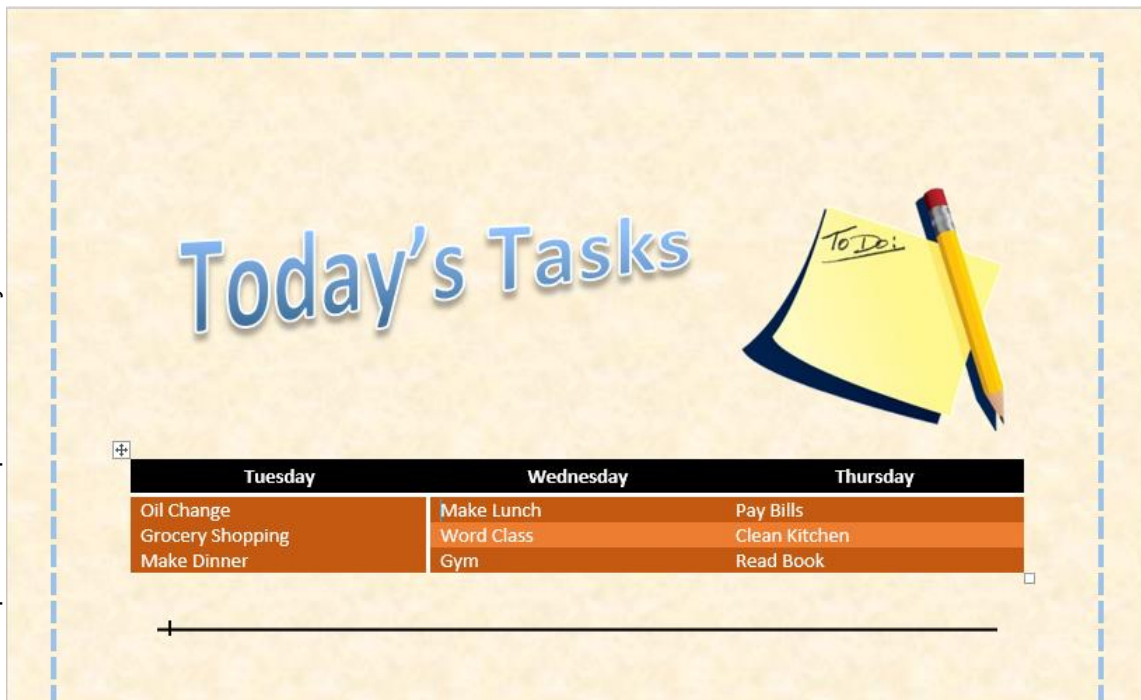 Today's Tasks
To Do:
Tuesday Wednesday Thursday
Oil Change Make Lunch Pay Bills
Grocery Shopping Word Class Clean Kitchen
Make Dinner Gym Read Book